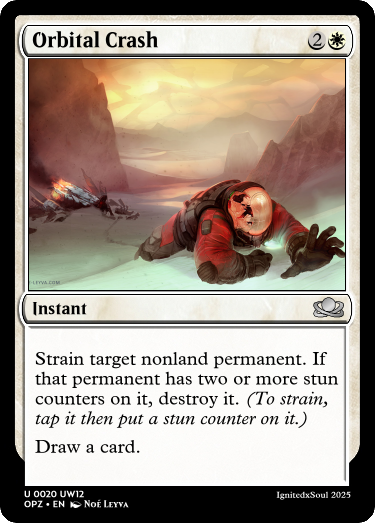 Orbital Crash 2
-LEYVA.COM
Instant
Strain target nonland permanent. If
that permanent has two or more stun
counters on it, destroy it. (To strain,
tap it then put a stun counter on it.)
Draw a card.
U 0020 UW12
OPZ • EN Noé Leyva
IgnitedxSoul 2025